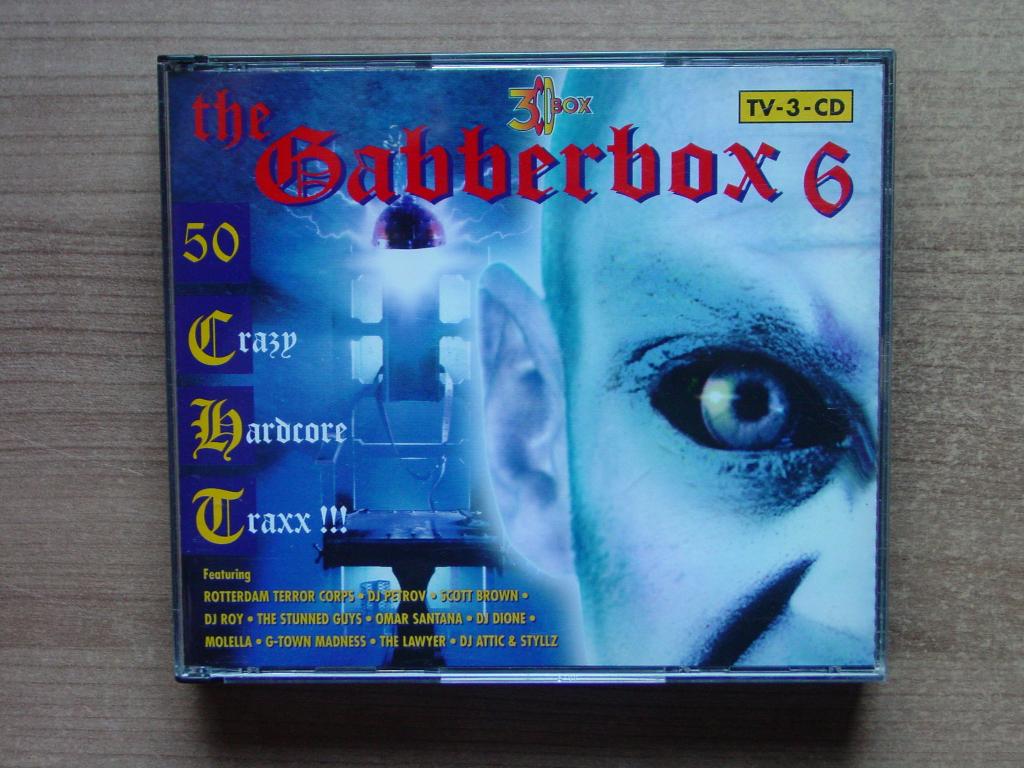 3CD BOX
TV-3-CD
the
Gabberbox 6
50
Crazy
Hardcore
Traxx !!!
Featuring
ROTTERDAM TERROR CORPS • DJ PETROV • SCOTT BROWN •
DJ ROY • THE STUNNED GUYS • OMAR SANTANA • DJ DIONE •
MOLELLA • G-TOWN MADNESS • THE LAWYER • DJ ATTIC & STYLZZ